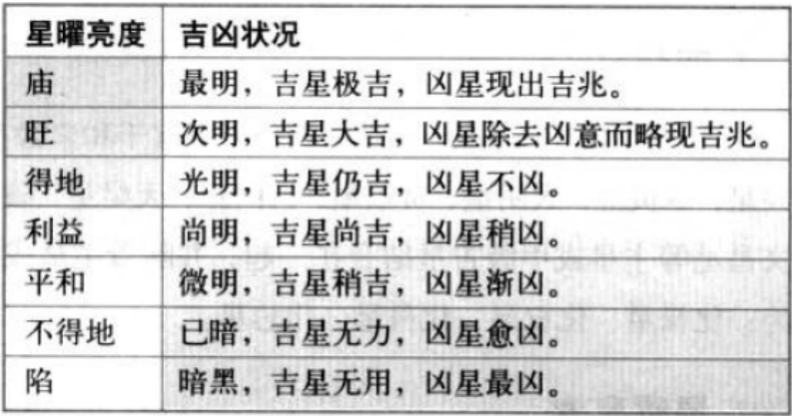 星曜亮度 吉凶状况
庙 最明，吉星极吉，凶星现出吉兆。
旺 次明，吉星大吉，凶星除去凶意而略现吉兆。
得地 光明，吉星仍吉，凶星不凶。
利益 尚明，吉星尚吉，凶星稍凶。
平和 微明，吉星稍吉，凶星渐凶。
不得地 已暗，吉星无力，凶星愈凶。
陷 暗黑，吉星无用，凶星最凶。